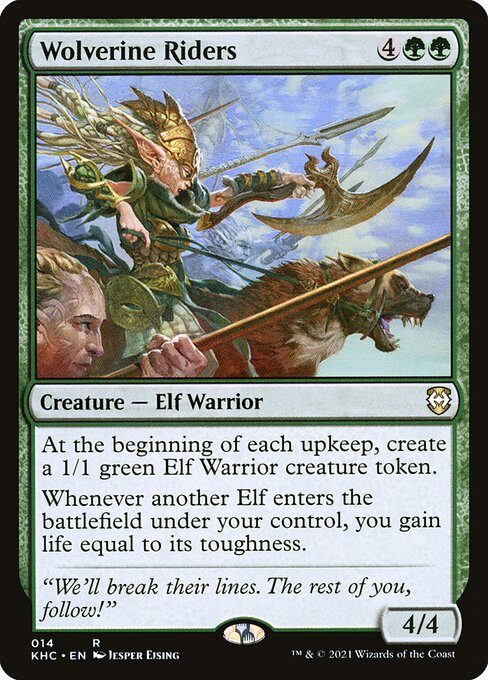 Wolverine Riders 4
Creature — Elf Warrior
At the beginning of each upkeep, create
a 1/1 green Elf Warrior creature token.
Whenever another Elf enters the
battlefield under your control, you gain
life equal to its toughness.
“We’ll break their lines. The rest of you,
follow!”
4/4
014 R
KHC • EN Jesper Ejsing
™ & © 2021 Wizards of the Coast